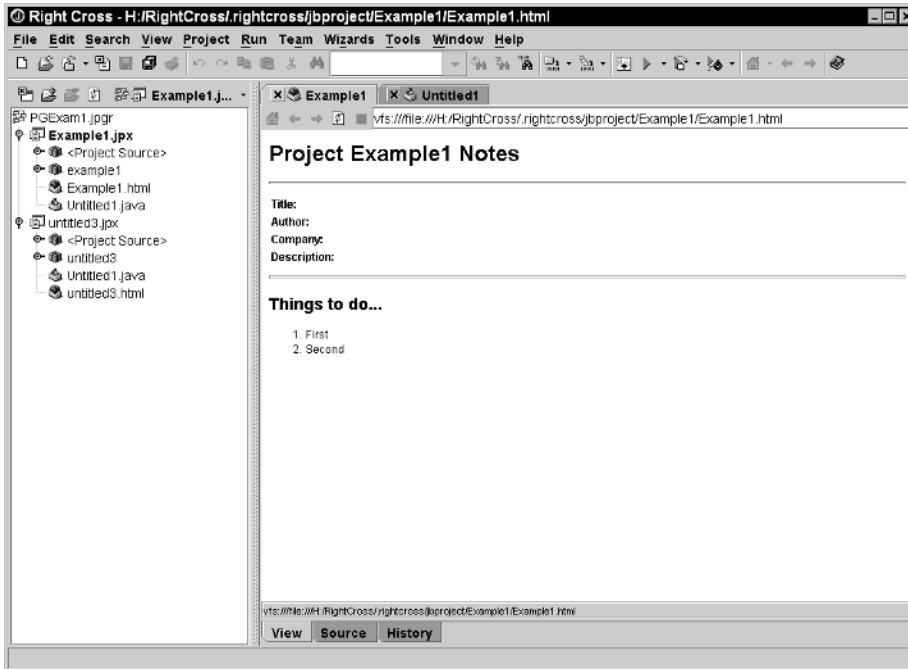 Right Cross - H:/RightCross/.rightcross/jbproject/Example1/Example1.html
File Edit Search View Project Run Team Wizards Tools Window Help
Example1.j...
PGExam1.jpgr
Example1.jpx
<Project Source>
example1
Example1.html
Untitled1.java
untitled3.jpx
<Project Source>
untitled3
Untitled1.java
untitled3.html
Example1 Untitled1
vfs:///file:///H:/RightCross/.rightcross/jbproject/Example1/Example1.html
Project Example1 Notes
Title:
Author:
Company:
Description:
Things to do...
1. First
2. Second
vfs:///file:///H:/RightCross/.rightcross/jbproject/Example1/Example1.html
View Source History